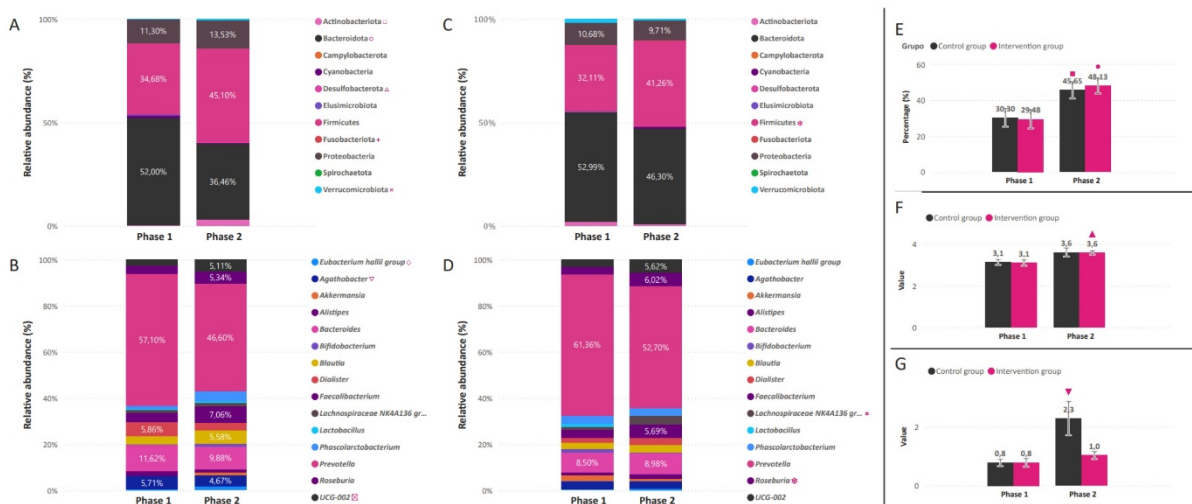 A
Relative abundance (%)
100%
50%
0%
11,30%
34,68%
52,00%
13,53%
45,10%
36,46%
Phase 1
Phase 2
Actinobacteriota □
Bacteroidota ○
Campylobacterota
Cyanobacteria
Desulfobacterota △
Elusimicrobiota
Firmicutes
Fusobacteriota +
Proteobacteria
Spirochaetota
Verrucomicrobiota ×
C
Relative abundance (%)
100%
50%
0%
10,68%
32,11%
52,99%
9,71%
41,26%
46,30%
Phase 1
Phase 2
Actinobacteriota
Bacteroidota
Campylobacterota
Cyanobacteria
Desulfobacterota
Elusimicrobiota
Firmicutes ✻
Fusobacteriota
Proteobacteria
Spirochaetota
Verrucomicrobiota
B
Relative abundance (%)
100%
80%
60%
40%
20%
0%
57,10%
5,86%
11,62%
5,71%
5,11%
5,34%
46,60%
7,06%
5,58%
9,88%
4,67%
Phase 1
Phase 2
Eubacterium hallii group ◇
Agathobacter ▽
Akkermansia
Alistipes
Bacteroides
Bifidobacterium
Blautia
Dialister
Faecalibacterium
Lachnospiraceae NK4A136 gr...
Lactobacillus
Phascolarctobacterium
Prevotella
Roseburia
UCG-002 ⊠
D
Relative abundance (%)
100%
80%
60%
40%
20%
0%
61,36%
8,50%
5,62%
6,02%
52,70%
5,69%
8,98%
Phase 1
Phase 2
Eubacterium hallii group
Agathobacter
Akkermansia
Alistipes
Bacteroides
Bifidobacterium
Blautia
Dialister
Faecalibacterium
Lachnospiraceae NK4A136 gr... *
Lactobacillus
Phascolarctobacterium
Prevotella
Roseburia ❉
UCG-002
E
Grupo Control group Intervention group
Percentage (%)
60
40
20
0
30,30
29,48
45,65
48,13
Phase 1
Phase 2
F
Control group Intervention group
Value
4
2
0
3,1
3,1
3,6
3,6
Phase 1
Phase 2
G
Control group Intervention group
Value
2
0
0,8
0,8
2,3
1,0
Phase 1
Phase 2